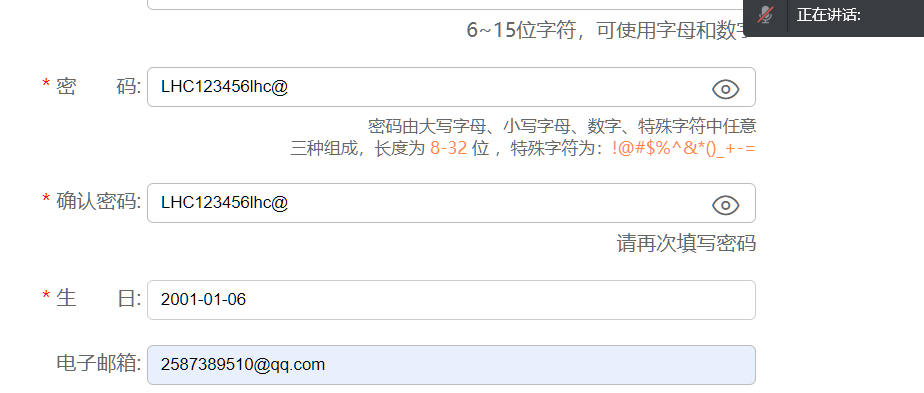 正在讲话:
6~15位字符，可使用字母和数字
* 密 码: LHC123456lhc@
密码由大写字母、小写字母、数字、特殊字符中任意
三种组成，长度为 8-32 位 ，特殊字符为：!@#$%^&*()_+-=
* 确认密码: LHC123456lhc@
请再次填写密码
* 生 日: 2001-01-06
电子邮箱: 2587389510@qq.com